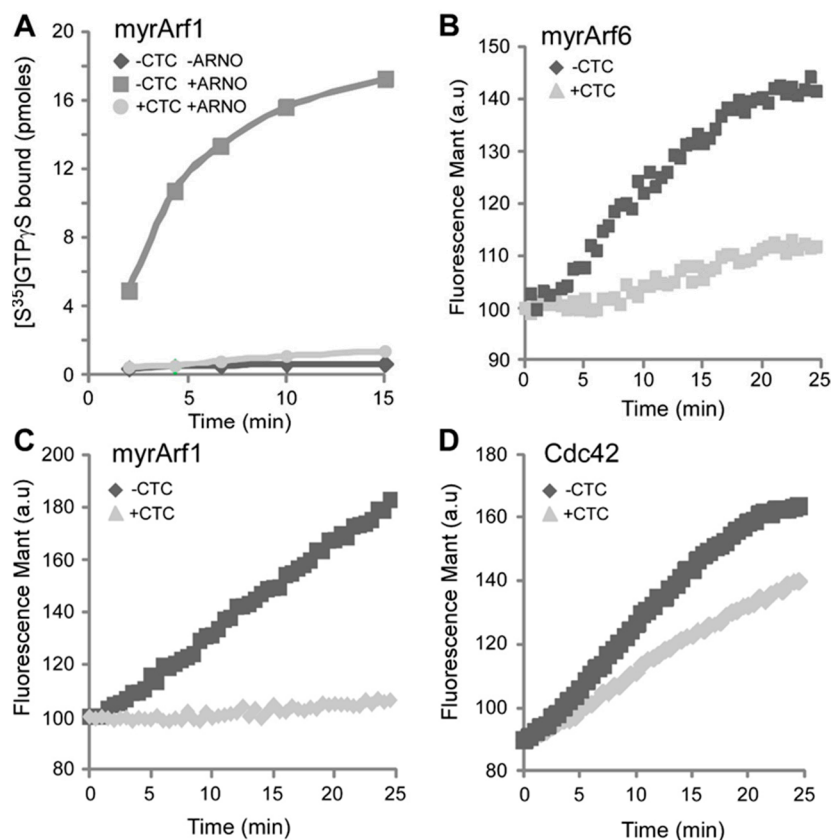 A
myrArf1
-CTC -ARNO
-CTC +ARNO
+CTC +ARNO
[S35]GTPγS bound (pmoles)
20
16
12
8
4
0
0 5 10 15
Time (min)
B
myrArf6
-CTC
+CTC
Fluorescence Mant (a.u)
150
140
130
120
110
100
90
0 5 10 15 20 25
Time (min)
C
myrArf1
-CTC
+CTC
Fluorescence Mant (a.u)
200
180
160
140
120
100
80
0 5 10 15 20 25
Time (min)
D
Cdc42
-CTC
+CTC
Fluorescence Mant (a.u)
180
160
140
120
100
80
0 5 10 15 20 25
Time (min)